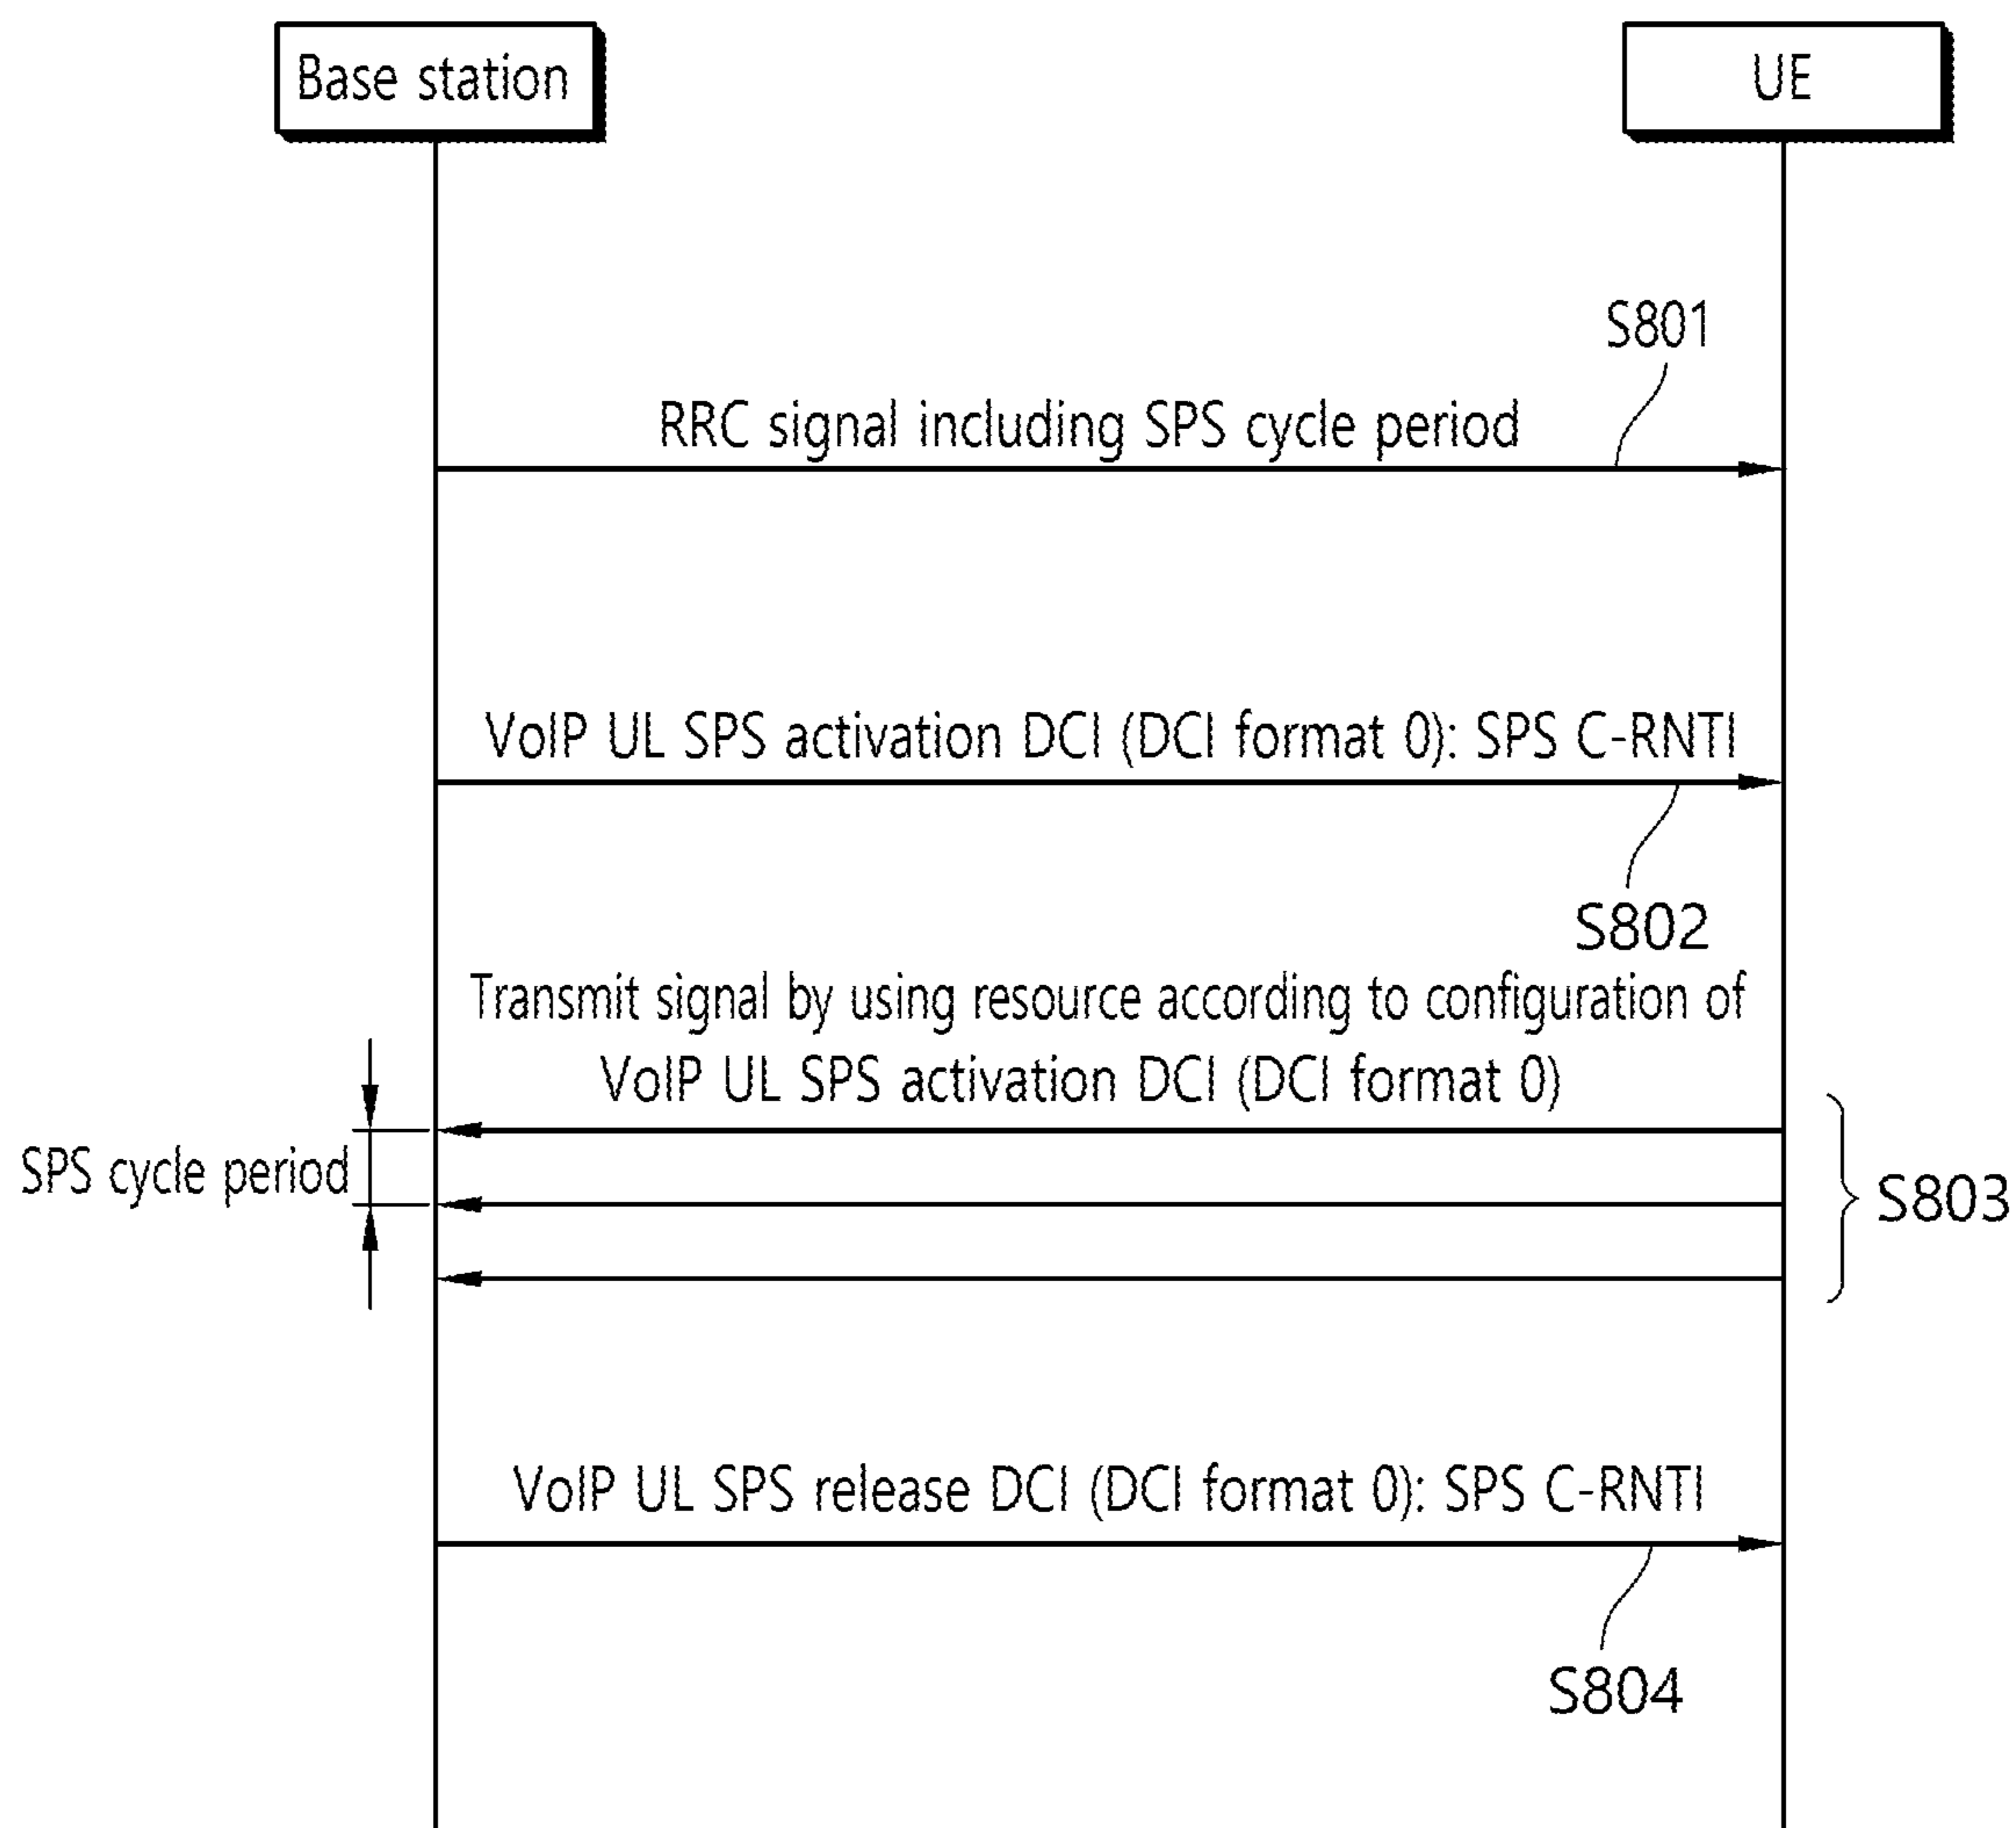 Base station
UE
S801
RRC signal including SPS cycle period
VoIP UL SPS activation DCI (DCI format 0): SPS C-RNTI
S802
Transmit signal by using resource according to configuration of
VoIP UL SPS activation DCI (DCI format 0)
SPS cycle period
S803
VoIP UL SPS release DCI (DCI format 0): SPS C-RNTI
S804